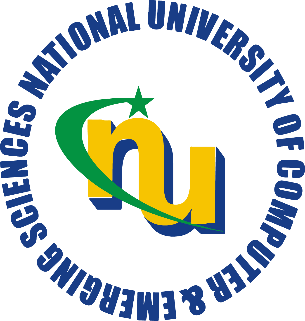 NATIONAL UNIVERSITY OF COMPUTER & EMERGING SCIENCES
nu